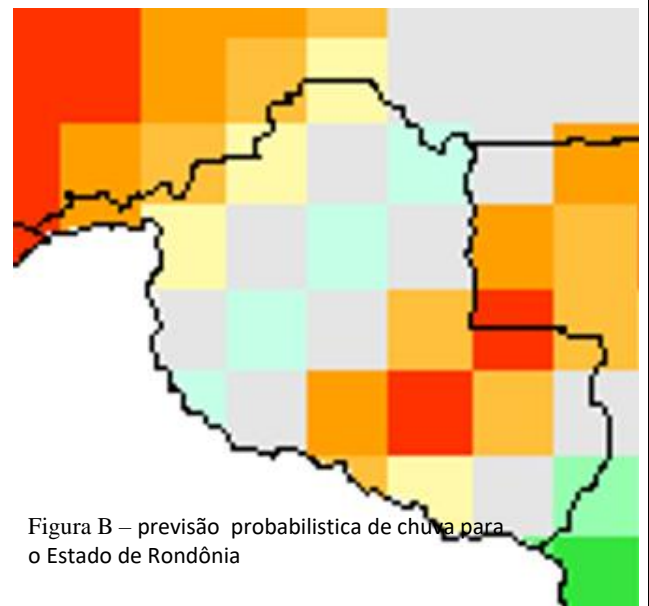 Figura B – previsão probabilistica de chuva para
o Estado de Rondônia